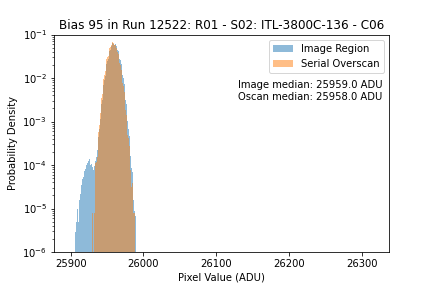 Bias 95 in Run 12522: R01 - S02: ITL-3800C-136 - C06
Image Region
Serial Overscan
Image median: 25959.0 ADU
Oscan median: 25958.0 ADU
Probability Density
10⁻¹
10⁻²
10⁻³
10⁻⁴
10⁻⁵
10⁻⁶
25900 26000 26100 26200 26300
Pixel Value (ADU)